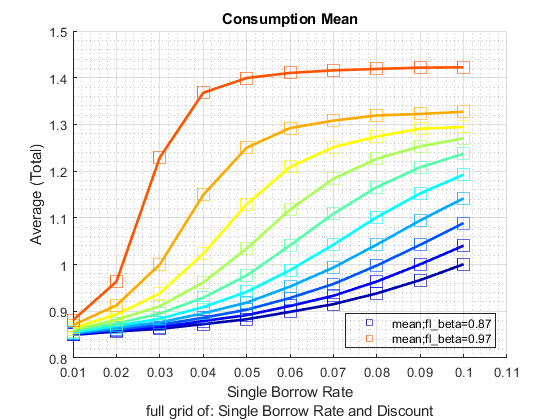 Consumption Mean
1.5
1.4
1.3
1.2
1.1
1
0.9
0.8
Average (Total)
mean;fl_beta=0.87
mean;fl_beta=0.97
0.01 0.02 0.03 0.04 0.05 0.06 0.07 0.08 0.09 0.1 0.11
Single Borrow Rate
full grid of: Single Borrow Rate and Discount